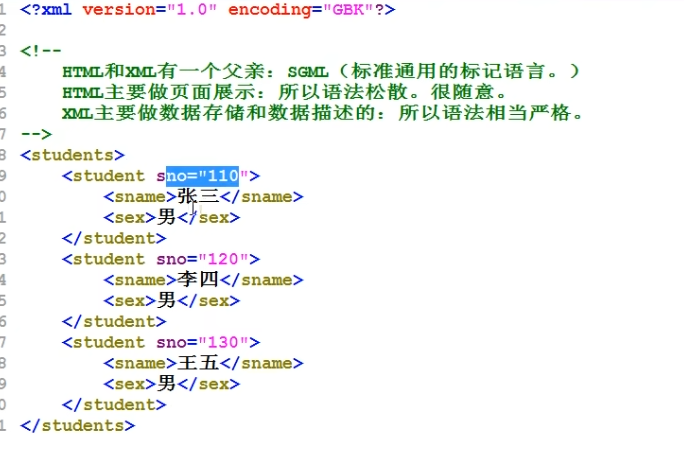 1 <?xml version="1.0" encoding="GBK"?>
2
3 <!--
4     HTML和XML有一个父亲：SGML（标准通用的标记语言。）
5     HTML主要做页面展示：所以语法松散。很随意。
6     XML主要做数据存储和数据描述的：所以语法相当严格。
7 -->
8 <students>
9     <student sno="110">
0         <sname>张三</sname>
1         <sex>男</sex>
2     </student>
3     <student sno="120">
4         <sname>李四</sname>
5         <sex>男</sex>
6     </student>
7     <student sno="130">
8         <sname>王五</sname>
9         <sex>男</sex>
0     </student>
1 </students>